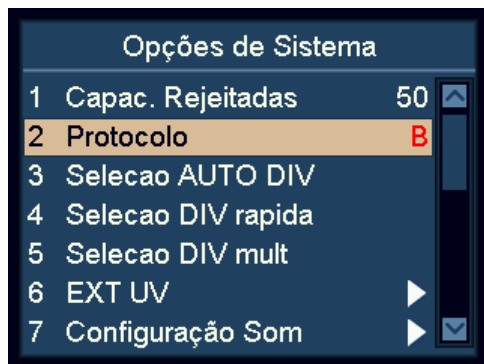 Opções de Sistema
1 Capac. Rejeitadas 50
2 Protocolo B
3 Selecao AUTO DIV
4 Selecao DIV rapida
5 Selecao DIV mult
6 EXT UV
7 Configuração Som